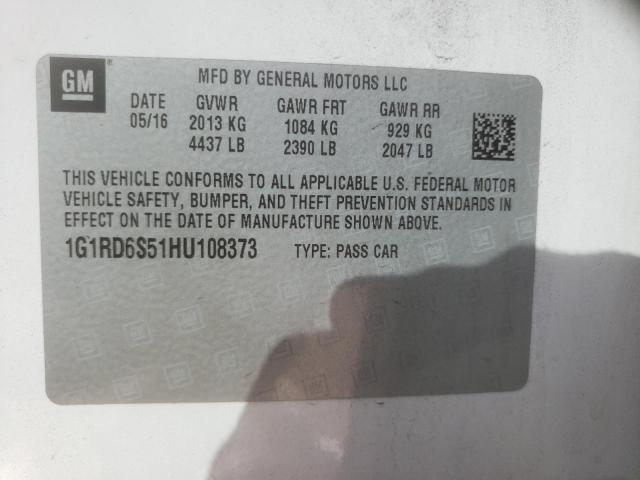 GM
MFD BY GENERAL MOTORS LLC
DATE GVWR GAWR FRT GAWR RR
05/16 2013 KG 1084 KG 929 KG
4437 LB 2390 LB 2047 LB
THIS VEHICLE CONFORMS TO ALL APPLICABLE U.S. FEDERAL MOTOR
VEHICLE SAFETY, BUMPER, AND THEFT PREVENTION STANDARDS IN
EFFECT ON THE DATE OF MANUFACTURE SHOWN ABOVE.
1G1RD6S51HU108373 TYPE: PASS CAR